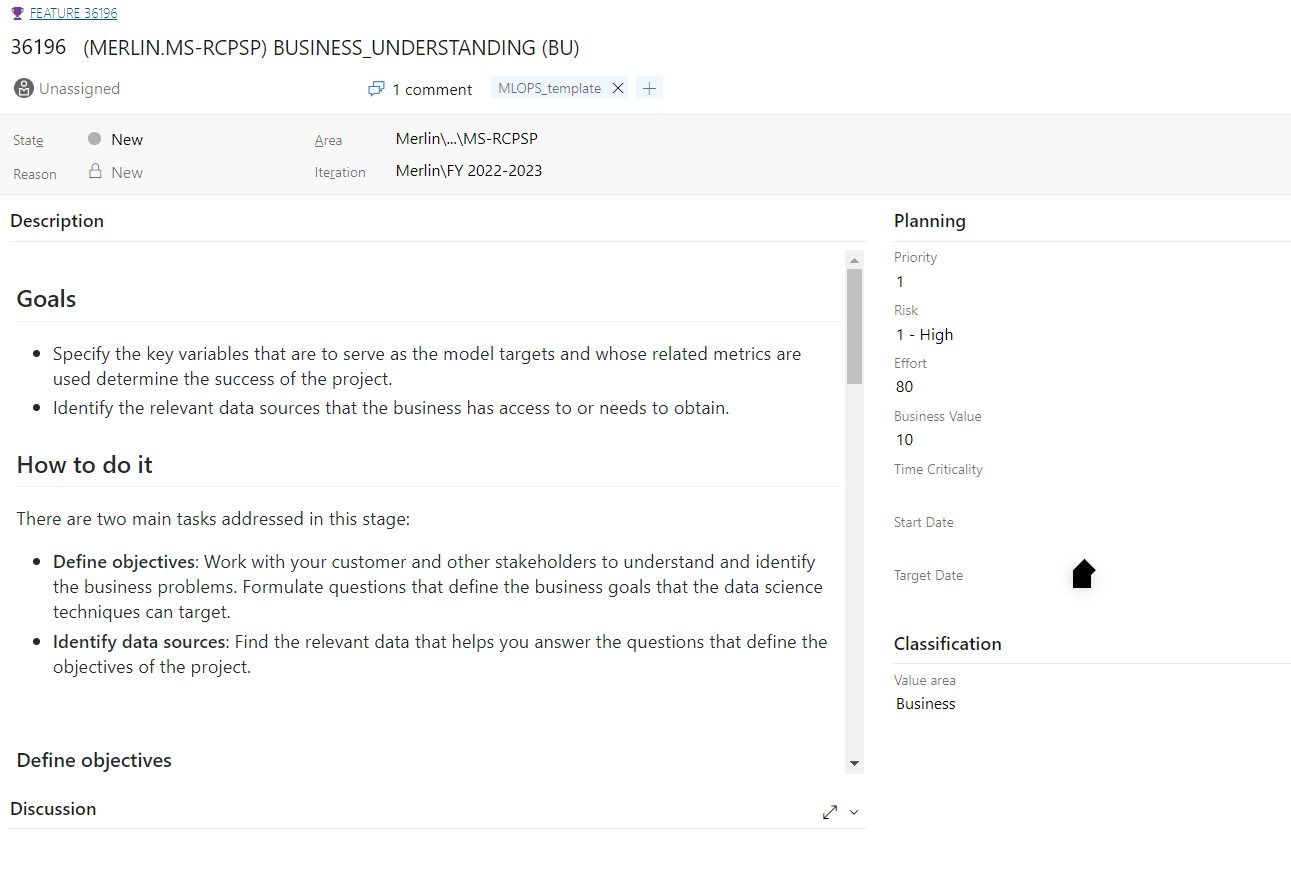 FEATURE 36196
36196 (MERLIN.MS-RCPSP) BUSINESS_UNDERSTANDING (BU)
Unassigned
1 comment
MLOPS_template
State
New
Area
Merlin\...\MS-RCPSP
Reason
New
Iteration
Merlin\FY 2022-2023
Description
Goals
Specify the key variables that are to serve as the model targets and whose related metrics are
used determine the success of the project.
Identify the relevant data sources that the business has access to or needs to obtain.
How to do it
There are two main tasks addressed in this stage:
Define objectives: Work with your customer and other stakeholders to understand and identify
the business problems. Formulate questions that define the business goals that the data science
techniques can target.
Identify data sources: Find the relevant data that helps you answer the questions that define the
objectives of the project.
Define objectives
Discussion
Planning
Priority
1
Risk
1 - High
Effort
80
Business Value
10
Time Criticality
Start Date
Target Date
Classification
Value area
Business